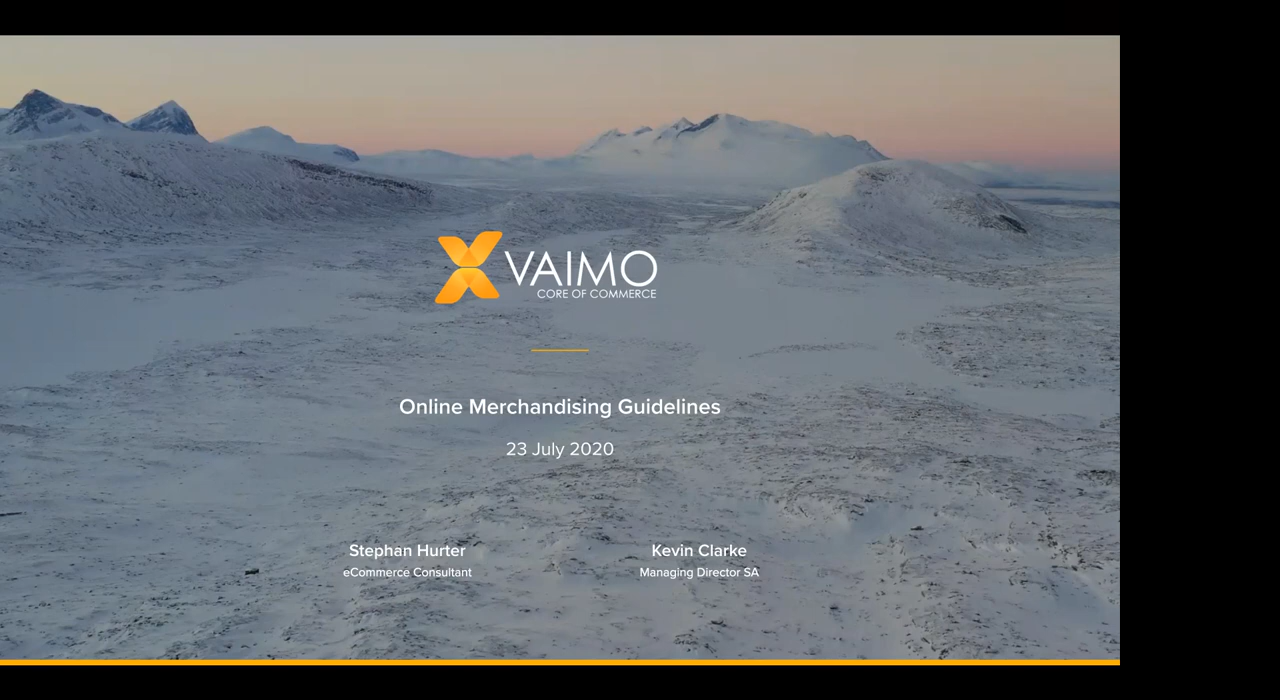 VAIMO
CORE OF COMMERCE
Online Merchandising Guidelines
23 July 2020
Stephan Hurter
eCommerce Consultant
Kevin Clarke
Managing Director SA